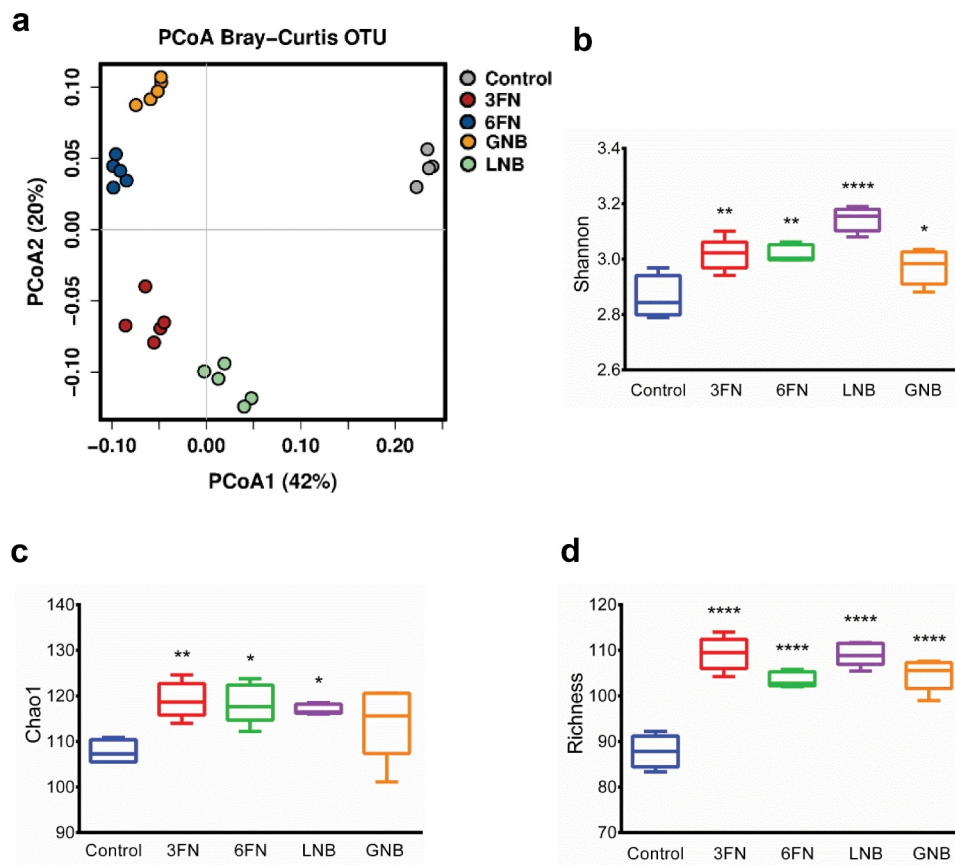 a
PCoA Bray−Curtis OTU
PCoA2 (20%)
0.10
0.05
0.00
−0.05
−0.10
−0.10 0.00 0.10 0.20
PCoA1 (42%)
Control
3FN
6FN
GNB
LNB
b
Shannon
3.4
3.2
3.0
2.8
2.6
** ** **** *
Control 3FN 6FN LNB GNB
c
Chao1
140
130
120
110
100
90
** * *
Control 3FN 6FN LNB GNB
d
Richness
120
110
100
90
80
70
**** **** **** ****
Control 3FN 6FN LNB GNB